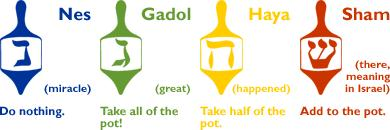 Nes
נ
(miracle)
Do nothing.
Gadol
ג
(great)
Take all of the
pot!
Haya
ה
(happened)
Take half of the
pot.
Sham
ש
(there,
meaning
in Israel)
Add to the pot.